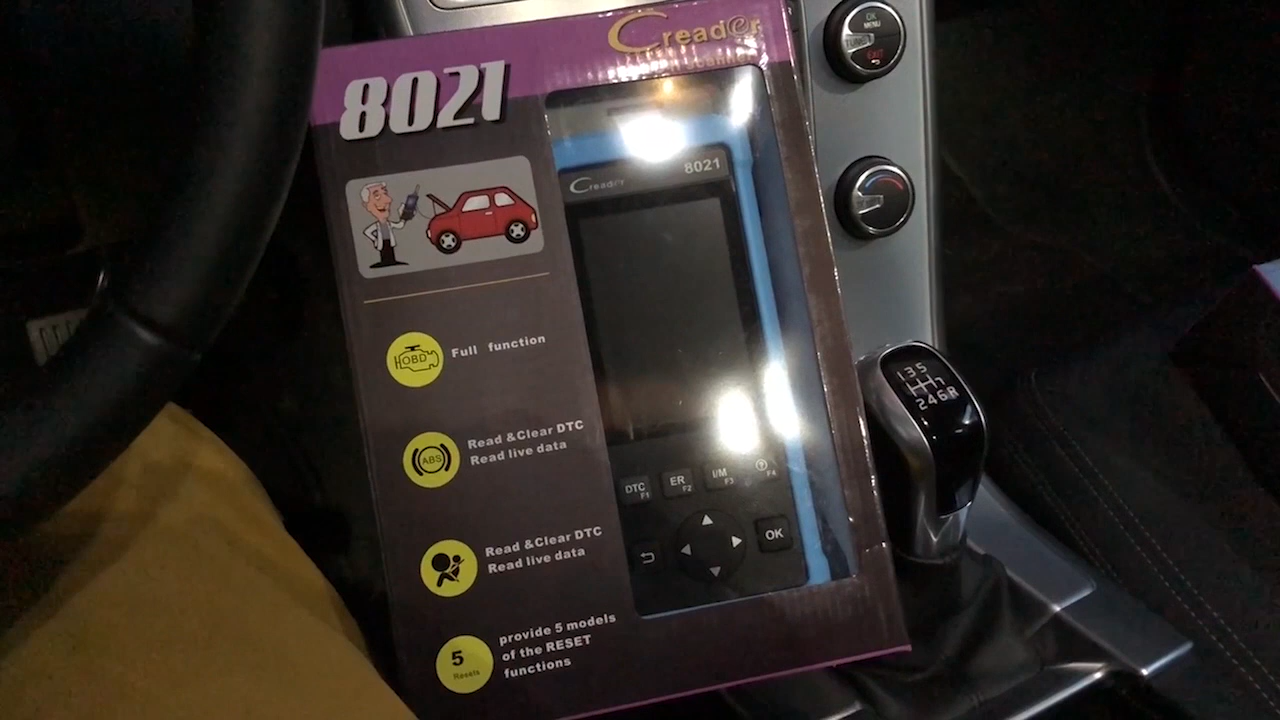 Creader
8021
Creader
8021
OBD
Full function
ABS
Read &Clear DTC
Read live data
Read &Clear DTC
Read live data
5
Resets
provide 5 models
of the RESET
functions
DTC F1
ER F2
I/M F3
? F4
OK
OK
MENU
TUNE
EXIT
1 3 5
2 4 6 R